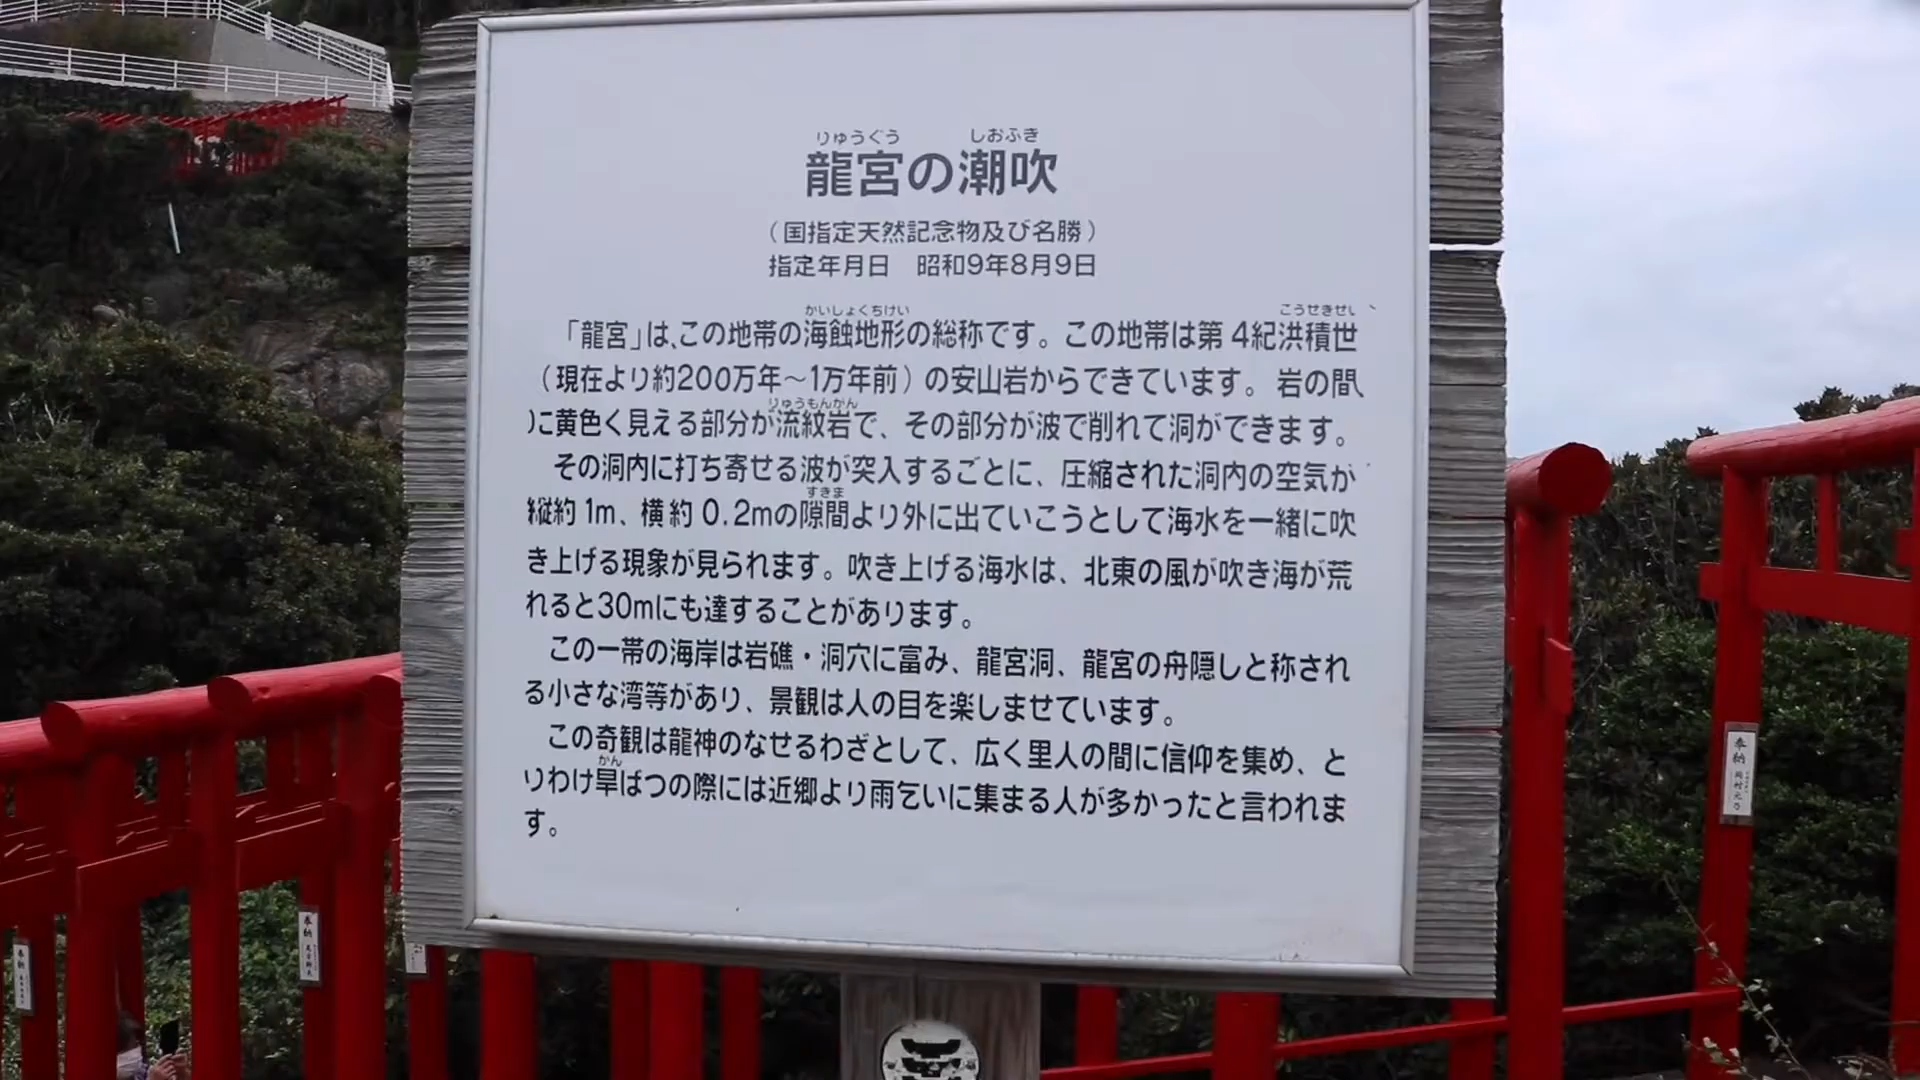 りゅうぐう しおふき
龍宮の潮吹
（国指定天然記念物及び名勝）
指定年月日　昭和9年8月9日
かいしょくちけい こうせきせい
「龍宮」は、この地帯の海蝕地形の総称です。この地帯は第4紀洪積世
（現在より約200万年～1万年前）の安山岩からできています。岩の間
りゅうもんがん
に黄色く見える部分が流紋岩で、その部分が波で削れて洞ができます。
その洞内に打ち寄せる波が突入するごとに、圧縮された洞内の空気が
すきま
縦約1m、横約0.2mの隙間より外に出ていこうとして海水を一緒に吹
き上げる現象が見られます。吹き上げる海水は、北東の風が吹き海が荒
れると30mにも達することがあります。
この一帯の海岸は岩礁・洞穴に富み、龍宮洞、龍宮の舟隠しと称され
る小さな湾等があり、景観は人の目を楽しませています。
この奇観は龍神のなせるわざとして、広く里人の間に信仰を集め、と
かん
りわけ旱ばつの際には近郷より雨乞いに集まる人が多かったと言われま
す。
奉納
奉納
奉納